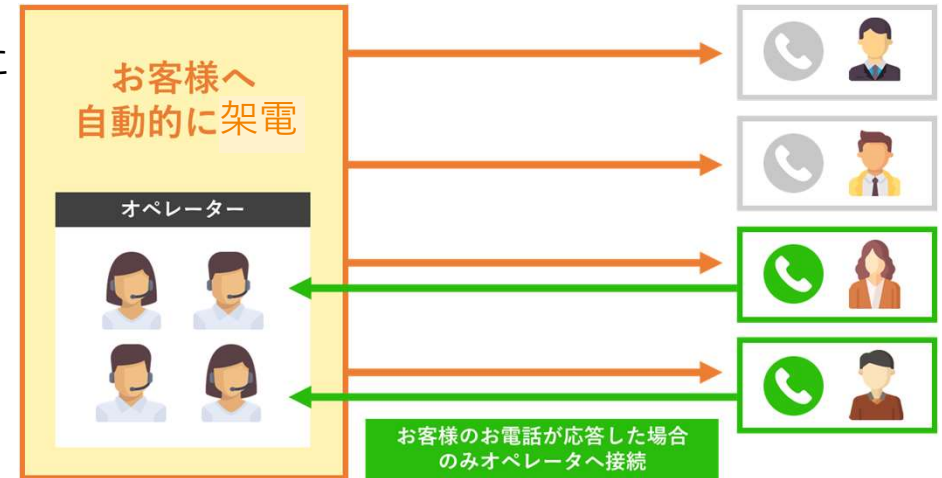 に
お客様へ
自動的に架電
オペレーター
お客様のお電話が応答した場合
のみオペレータへ接続